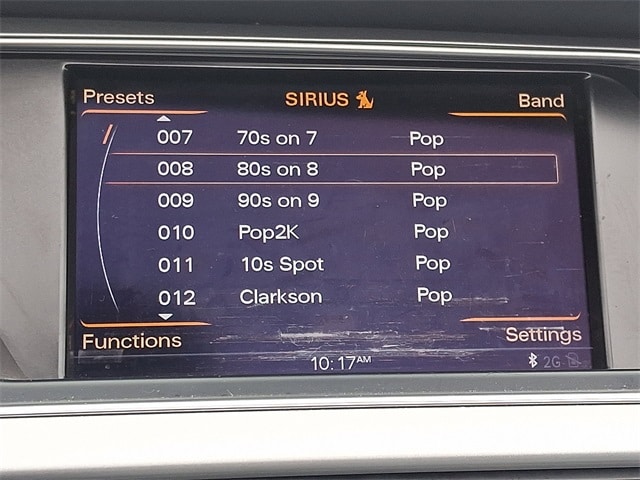 Presets SIRIUS Band
007 70s on 7 Pop
008 80s on 8 Pop
009 90s on 9 Pop
010 Pop2K Pop
011 10s Spot Pop
012 Clarkson Pop
Functions Settings
10:17AM 2G